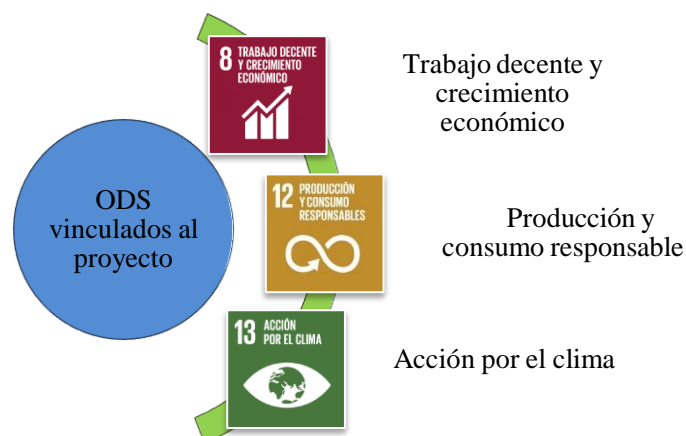 8 TRABAJO DECENTE
Y CRECIMIENTO
ECONÓMICO
Trabajo decente y
crecimiento
económico
ODS
vinculados al
proyecto
12 PRODUCCIÓN
Y CONSUMO
RESPONSABLES
Producción y
consumo responsable
13 ACCIÓN
POR EL CLIMA
Acción por el clima